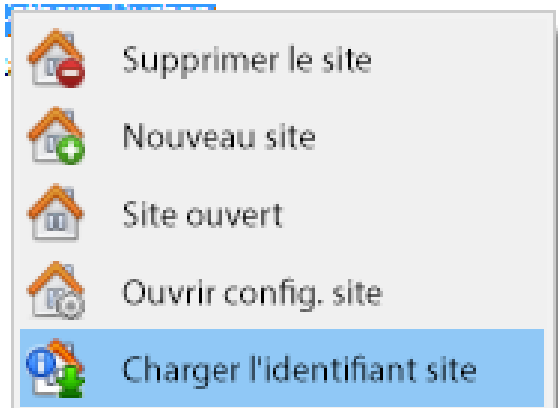 Supprimer le site
Nouveau site
Site ouvert
Ouvrir config. site
Charger l'identifiant site